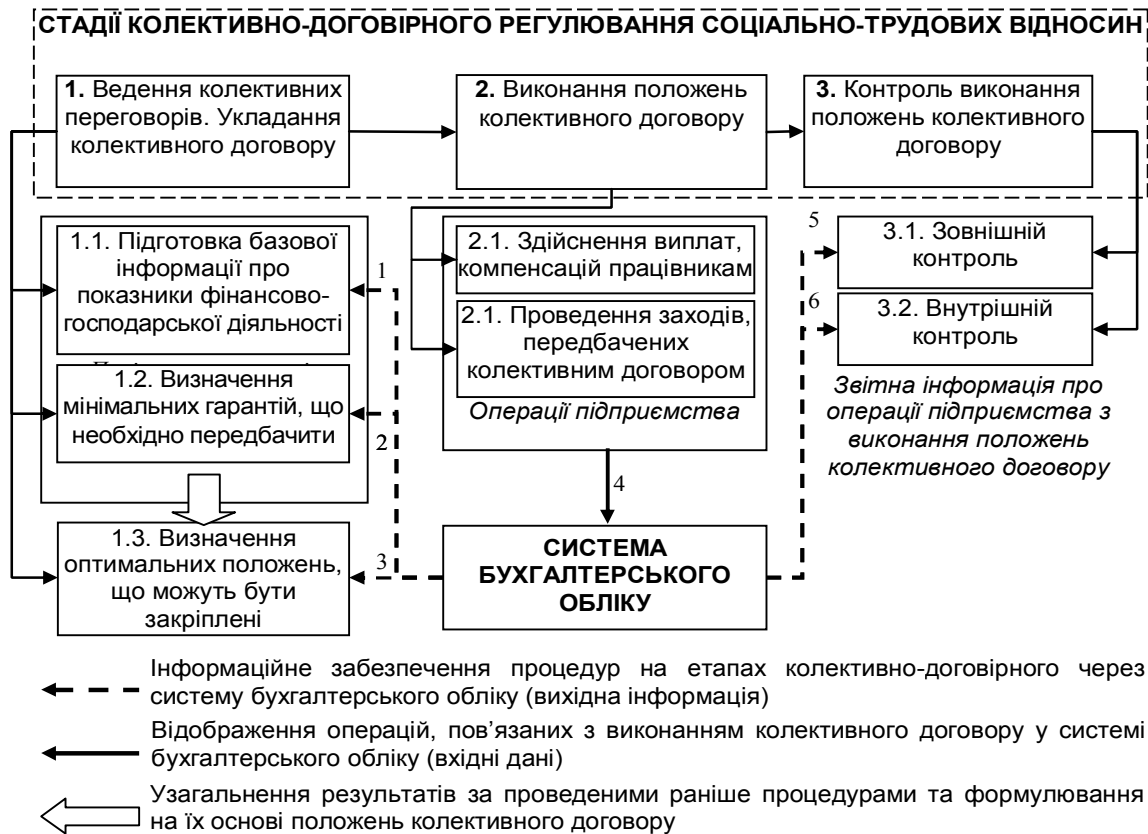 СТАДІЇ КОЛЕКТИВНО-ДОГОВІРНОГО РЕГУЛЮВАННЯ СОЦІАЛЬНО-ТРУДОВИХ ВІДНОСИН
1. Ведення колективних
переговорів. Укладання
колективного договору
2. Виконання положень
колективного договору
3. Контроль виконання
положень колективного
договору
1.1. Підготовка базової
інформації про
показники фінансово-
господарської діяльності
1
1.2. Визначення
мінімальних гарантій, що
необхідно передбачити
2
1.3. Визначення
оптимальних положень,
що можуть бути
закріплені
3
2.1. Здійснення виплат,
компенсацій працівникам
2.1. Проведення заходів,
передбачених
колективним договором
Операції підприємства
4
СИСТЕМА
БУХГАЛТЕРСЬКОГО
ОБЛІКУ
5
3.1. Зовнішній
контроль
6
3.2. Внутрішній
контроль
Звітна інформація про
операції підприємства з
виконання положень
колективного договору
Інформаційне забезпечення процедур на етапах колективно-договірного через
систему бухгалтерського обліку (вихідна інформація)
Відображення операцій, пов’язаних з виконанням колективного договору у системі
бухгалтерського обліку (вхідні дані)
Узагальнення результатів за проведеними раніше процедурами та формулювання
на їх основі положень колективного договору